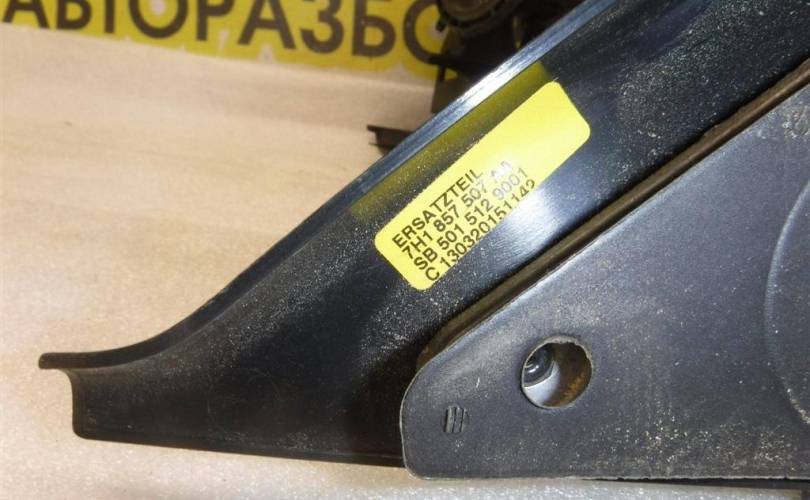 АВТОРАЗБО
ERSATZTEIL
7H1 857 507
SB 501 512 9001
C 130320151142